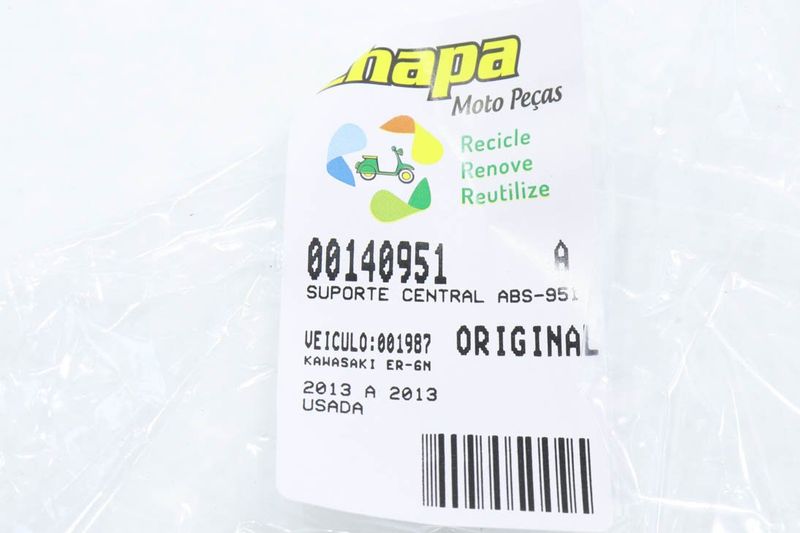 chapa
Moto Peças
Recicle
Renove
Reutilize
00140951 A
SUPORTE CENTRAL ABS-951
VEICULO:001987 ORIGINAL
KAWASAKI ER-6N
2013 A 2013
USADA